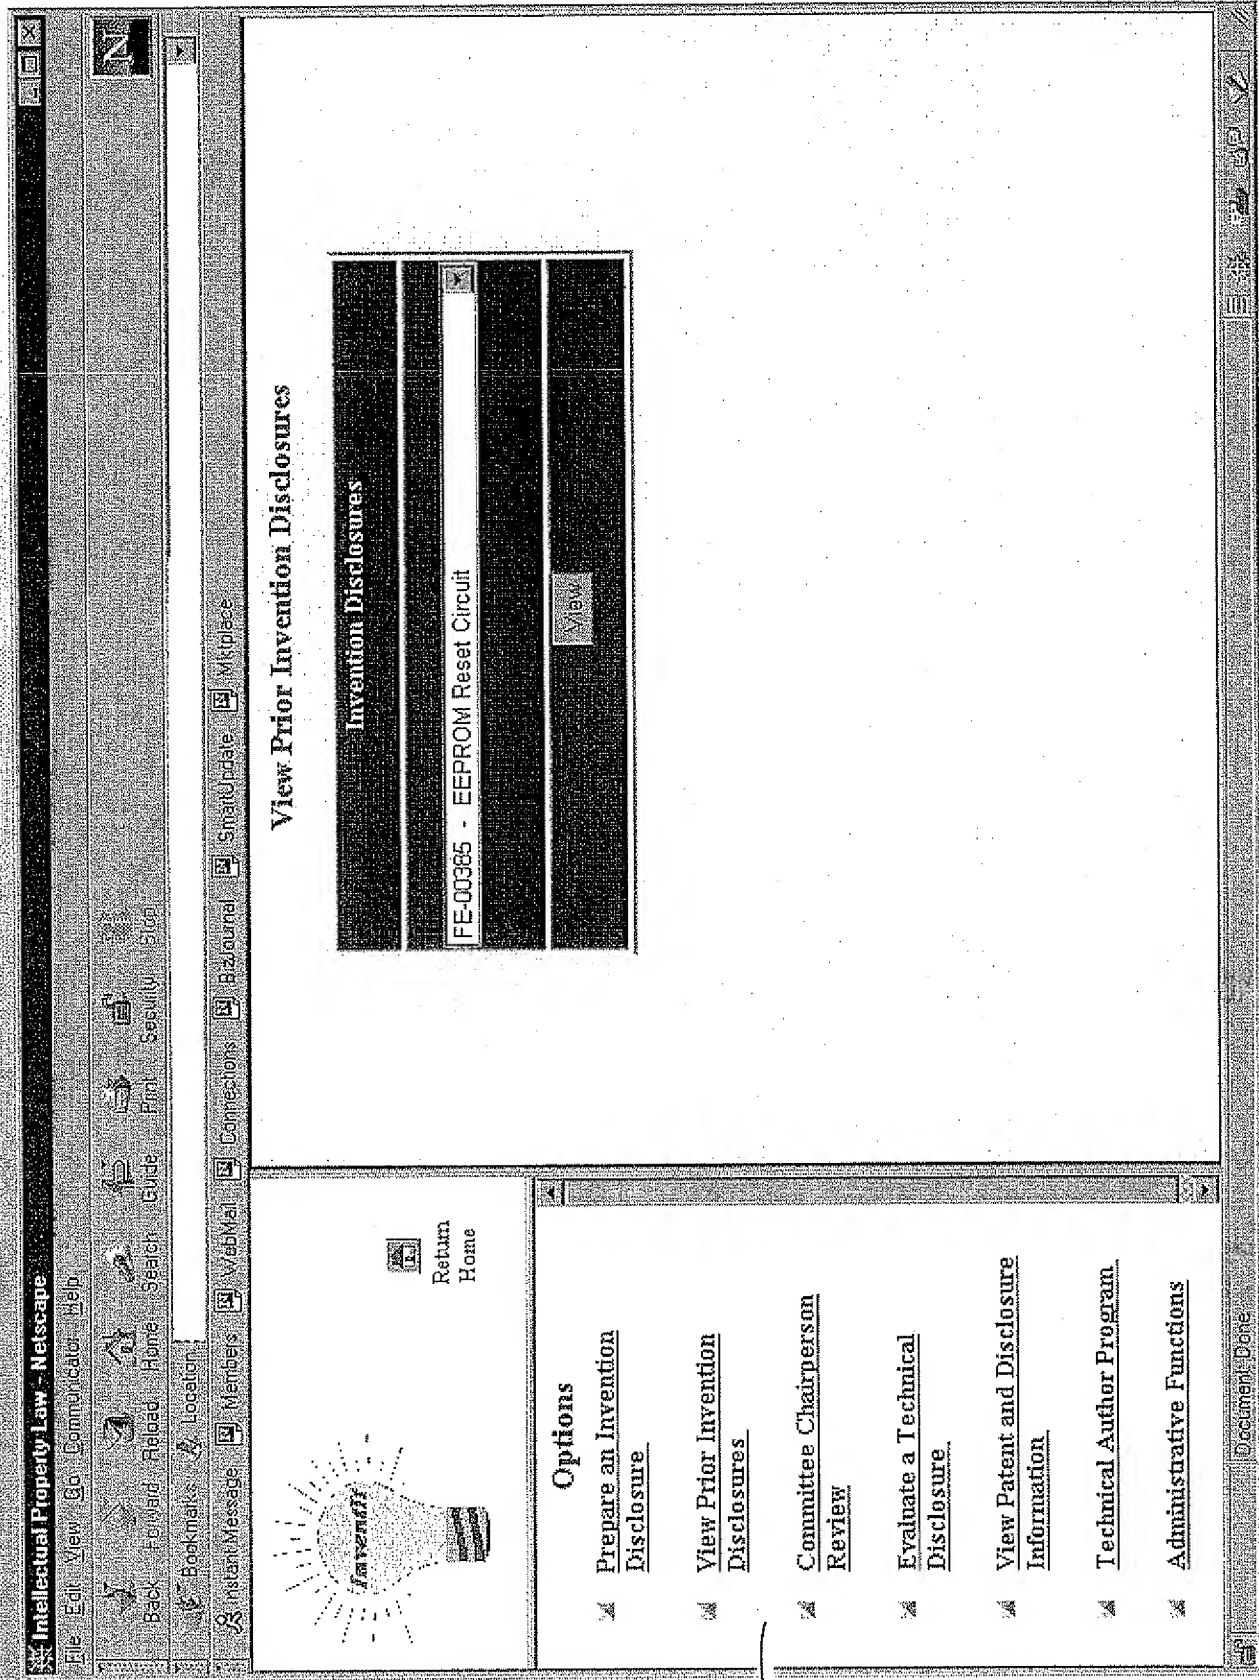 Intellectual Property Law - Netscape
File Edit View Go Communicator Help
Back Forward Reload Home Search Guide Print Security Stop
N
Bookmarks Location:
Instant Message Members WebMail Connections BizJournal SmartUpdate Mktplace
Inventit
Return
Home
Options
Prepare an Invention
Disclosure
View Prior Invention
Disclosures
Committee Chairperson
Review
Evaluate a Technical
Disclosure
View Patent and Disclosure
Information
Technical Author Program
Administrative Functions
View Prior Invention Disclosures
Invention Disclosures
FE-00385 - EEPROM Reset Circuit
View
Document: Done